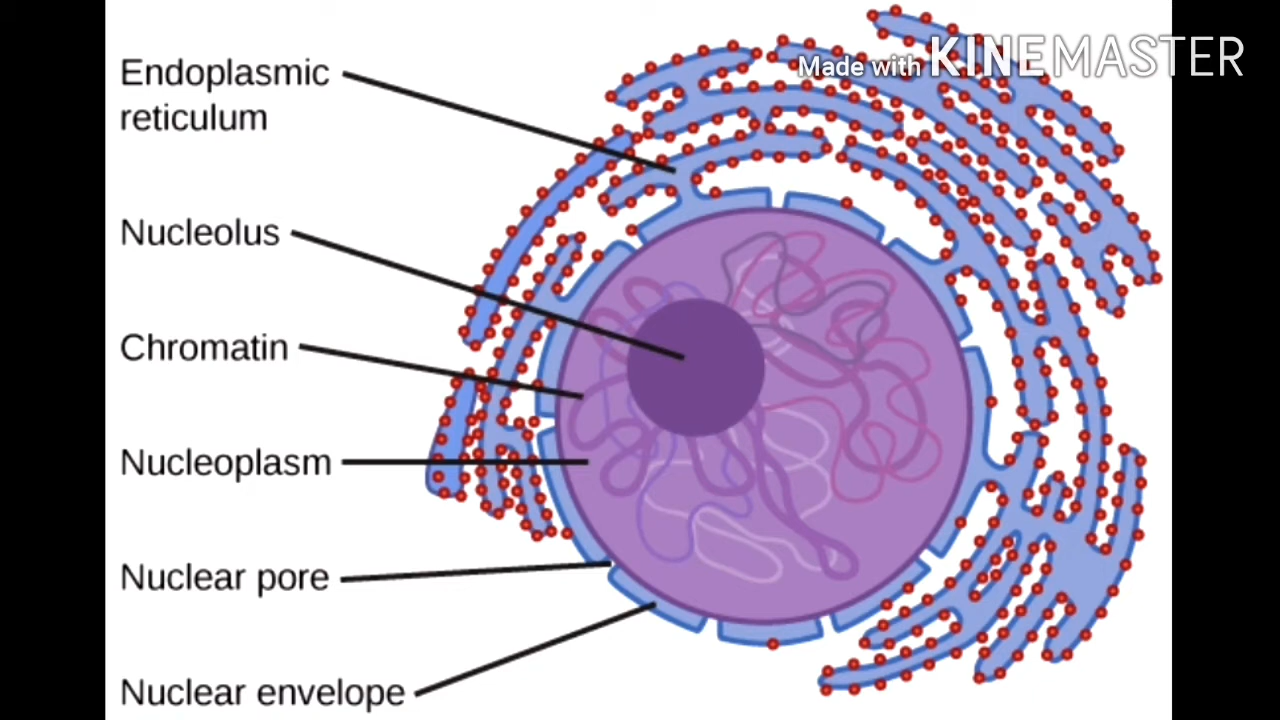 Made with KINEMASTER
Endoplasmic
reticulum
Nucleolus
Chromatin
Nucleoplasm
Nuclear pore
Nuclear envelope